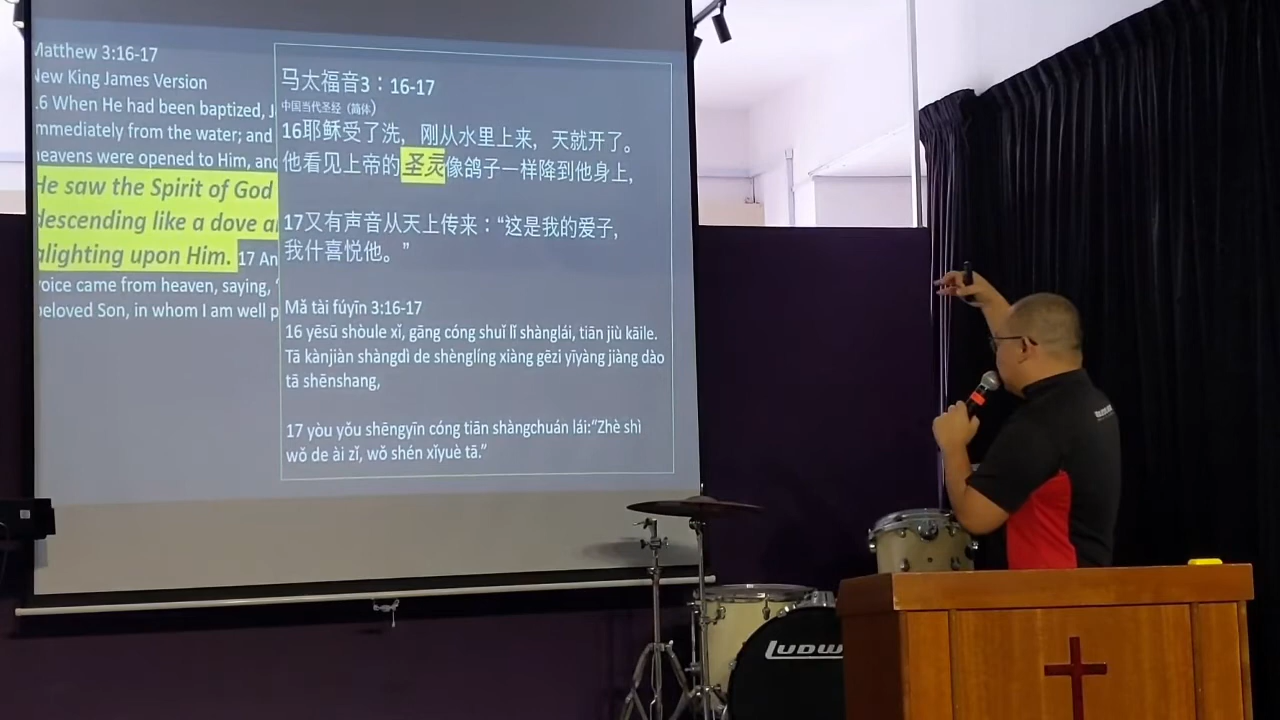 Matthew 3:16-17
New King James Version
16 When He had been baptized, J
mmediately from the water; and
heavens were opened to Him, and
He saw the Spirit of God
descending like a dove a
alighting upon Him. 17 An
voice came from heaven, saying, “
beloved Son, in whom I am well p
马太福音3：16-17
中国当代圣经（简体）
16耶稣受了洗，刚从水里上来，天就开了。
他看见上帝的圣灵像鸽子一样降到他身上，
17又有声音从天上传来：“这是我的爱子，
我什喜悦他。”
Mǎ tài fúyīn 3:16-17
16 yēsū shòule xǐ, gāng cóng shuǐ lǐ shànglái, tiān jiù kāile.
Tā kànjiàn shàngdì de shènglíng xiàng gēzi yīyàng jiàng dào
tā shēnshang,
17 yòu yǒu shēngyīn cóng tiān shàngchuán lái:“Zhè shì
wǒ de ài zǐ, wǒ shén xǐyuè tā.”
LUDW